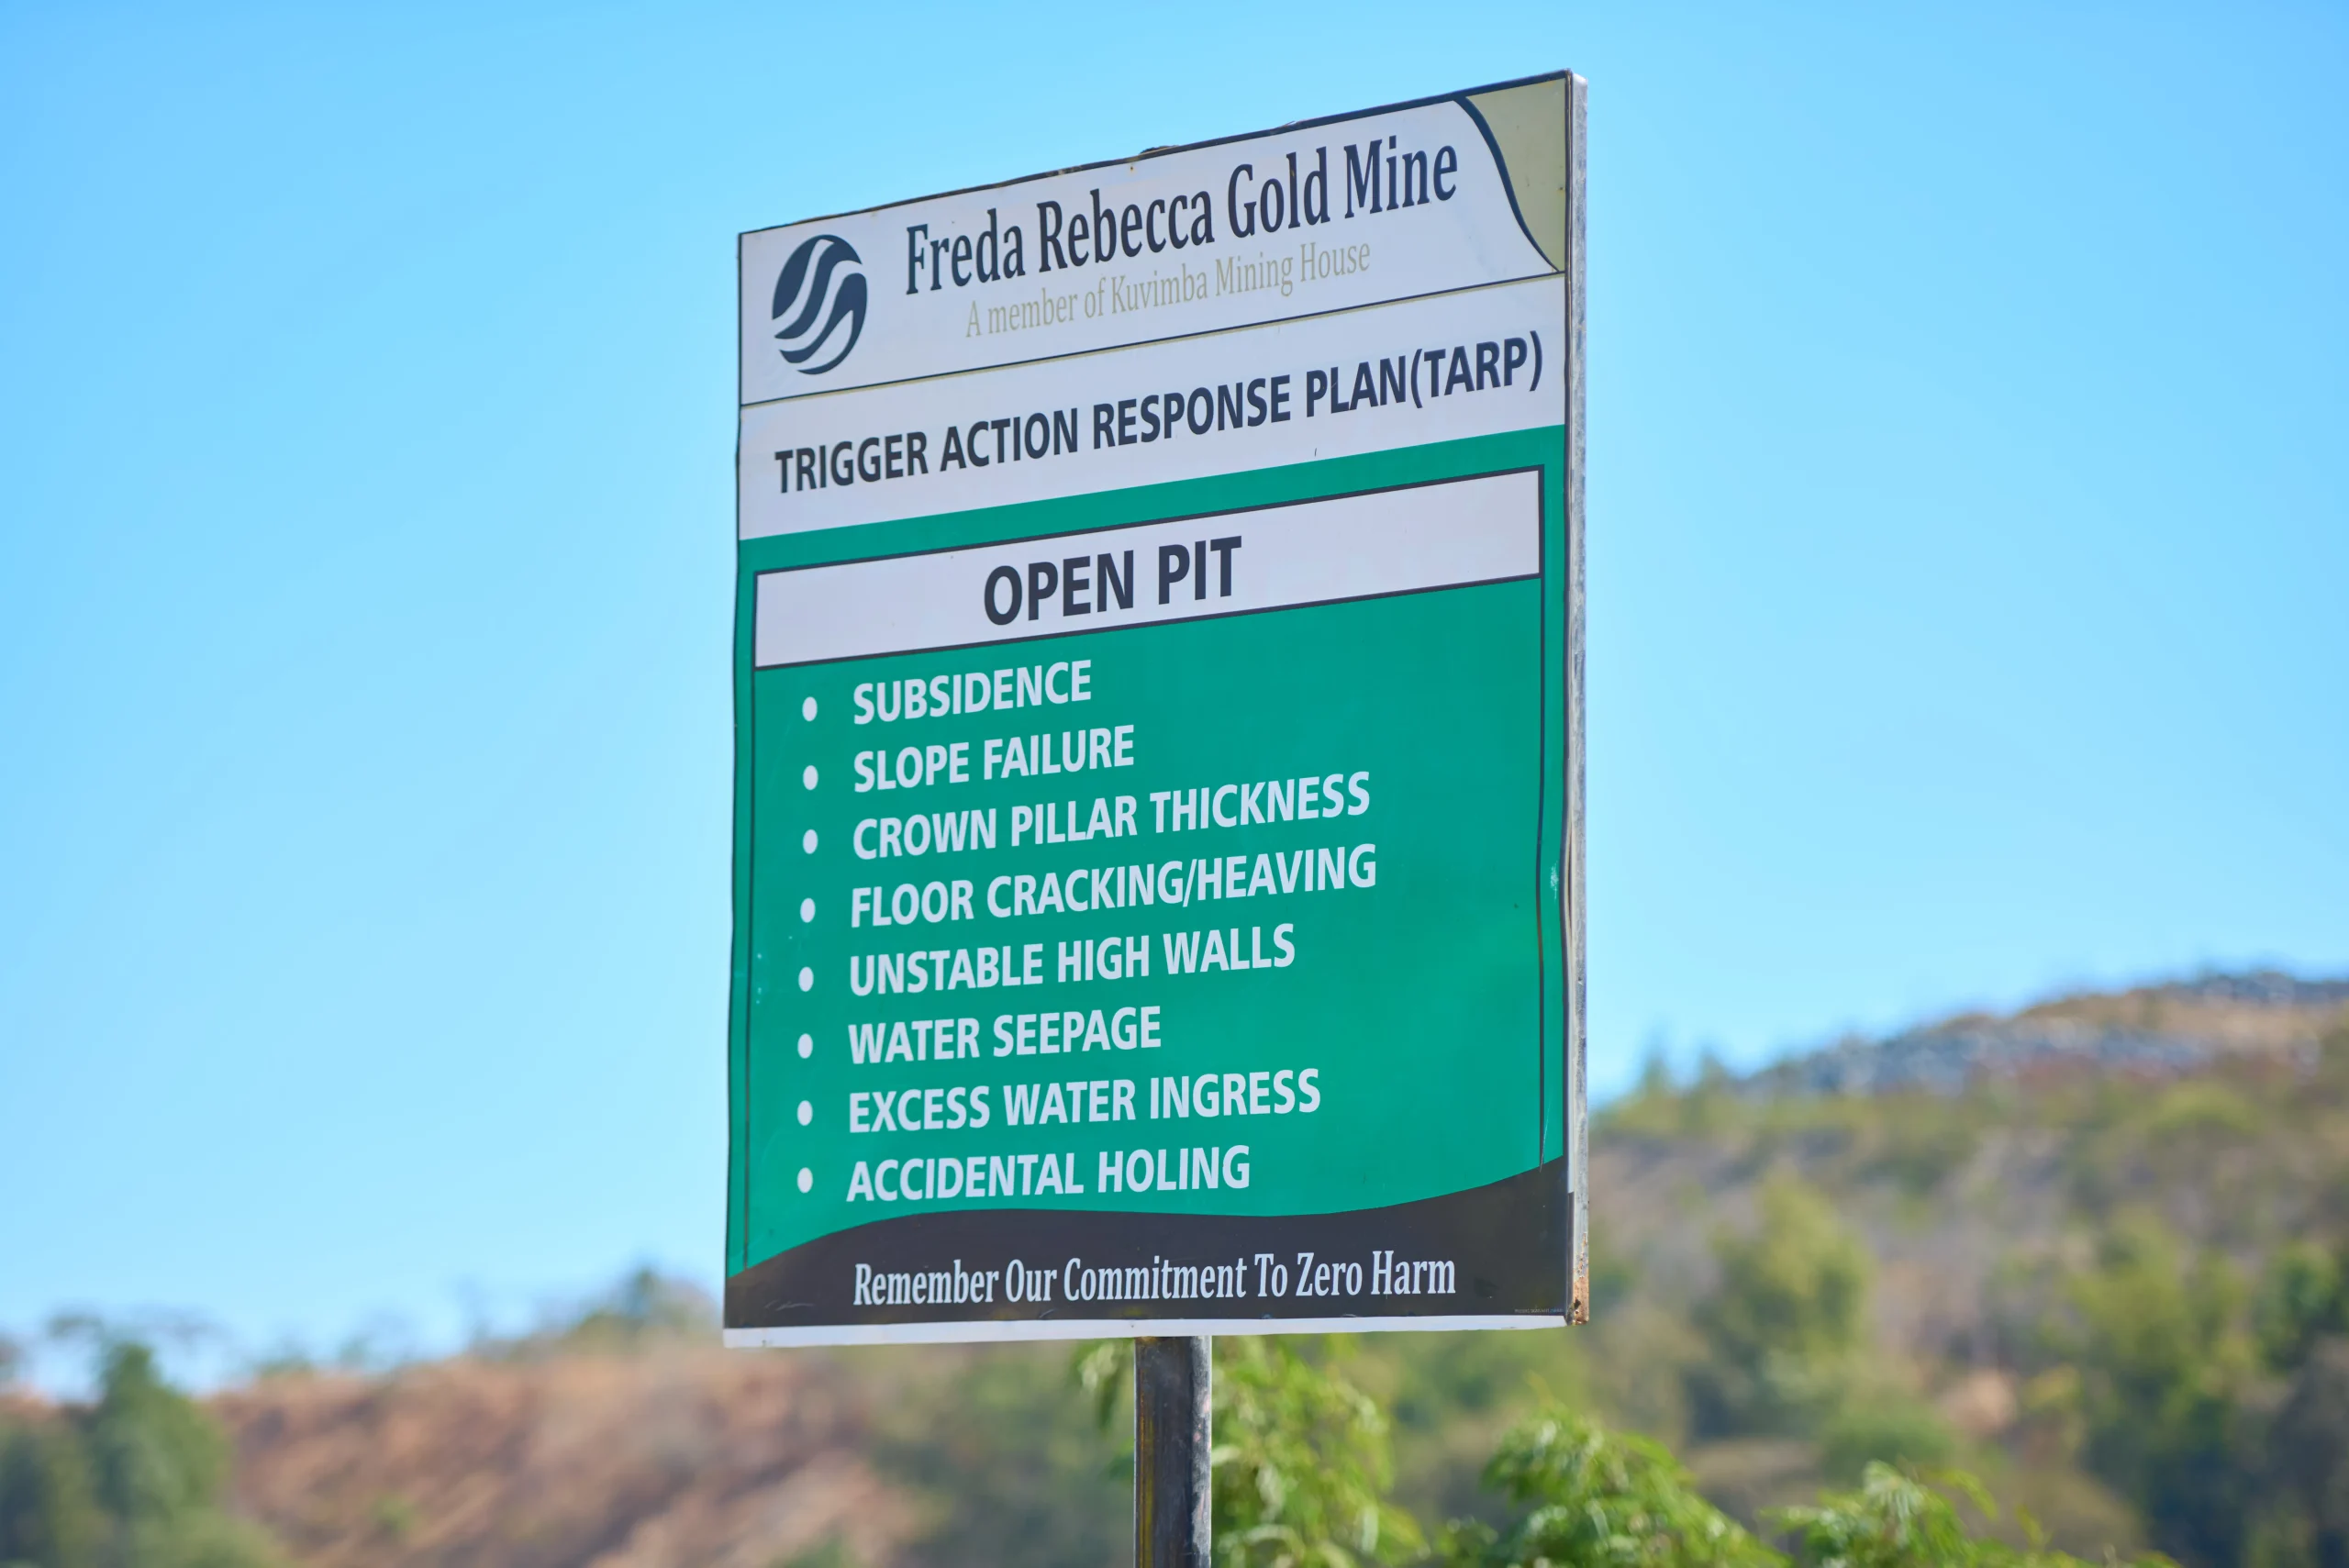 Freda Rebecca Gold Mine
A member of Kuvimba Mining House
TRIGGER ACTION RESPONSE PLAN(TARP)
OPEN PIT
• SUBSIDENCE
• SLOPE FAILURE
• CROWN PILLAR THICKNESS
• FLOOR CRACKING/HEAVING
• UNSTABLE HIGH WALLS
• WATER SEEPAGE
• EXCESS WATER INGRESS
• ACCIDENTAL HOLING
Remember Our Commitment To Zero Harm